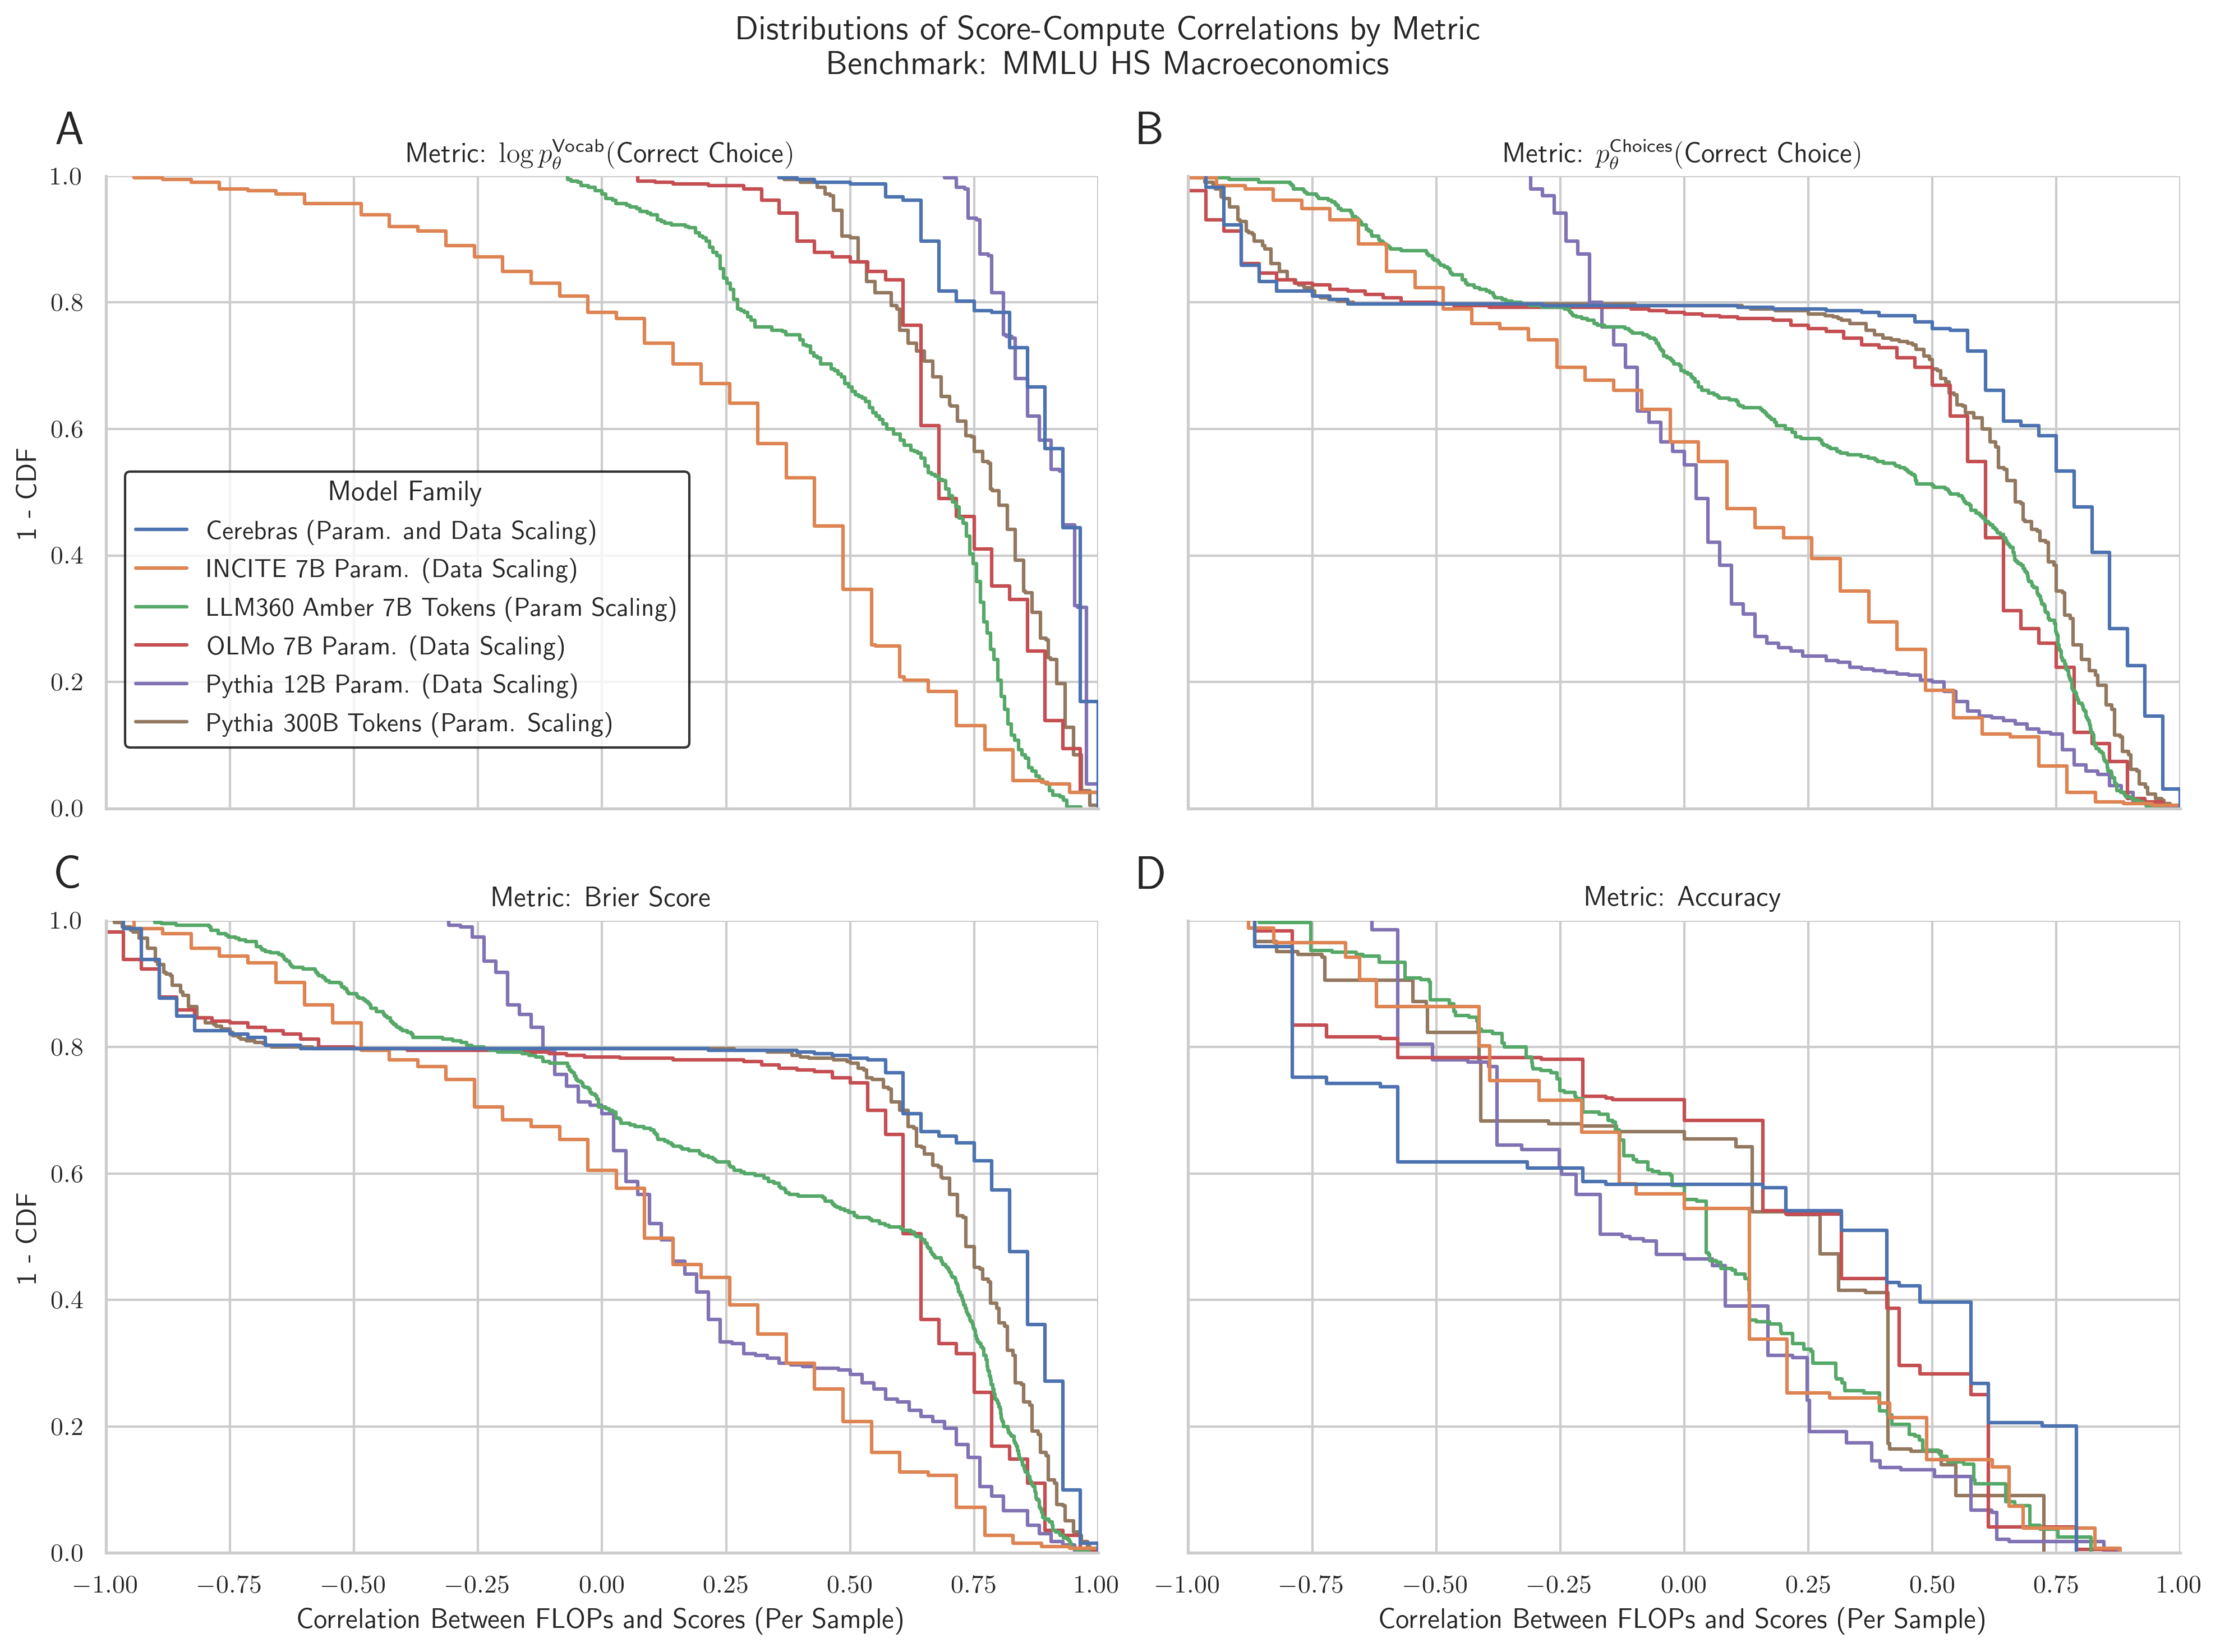 Distributions of Score-Compute Correlations by Metric
Benchmark: MMLU HS Macroeconomics
A
Metric: log p_θ^Vocab(Correct Choice)
1.0
0.8
0.6
0.4
0.2
0.0
1 - CDF
Model Family
Cerebras (Param. and Data Scaling)
INCITE 7B Param. (Data Scaling)
LLM360 Amber 7B Tokens (Param Scaling)
OLMo 7B Param. (Data Scaling)
Pythia 12B Param. (Data Scaling)
Pythia 300B Tokens (Param. Scaling)
B
Metric: p_θ^Choices(Correct Choice)
C
Metric: Brier Score
1.0
0.8
0.6
0.4
0.2
0.0
1 - CDF
−1.00 −0.75 −0.50 −0.25 0.00 0.25 0.50 0.75 1.00
Correlation Between FLOPs and Scores (Per Sample)
D
Metric: Accuracy
−1.00 −0.75 −0.50 −0.25 0.00 0.25 0.50 0.75 1.00
Correlation Between FLOPs and Scores (Per Sample)